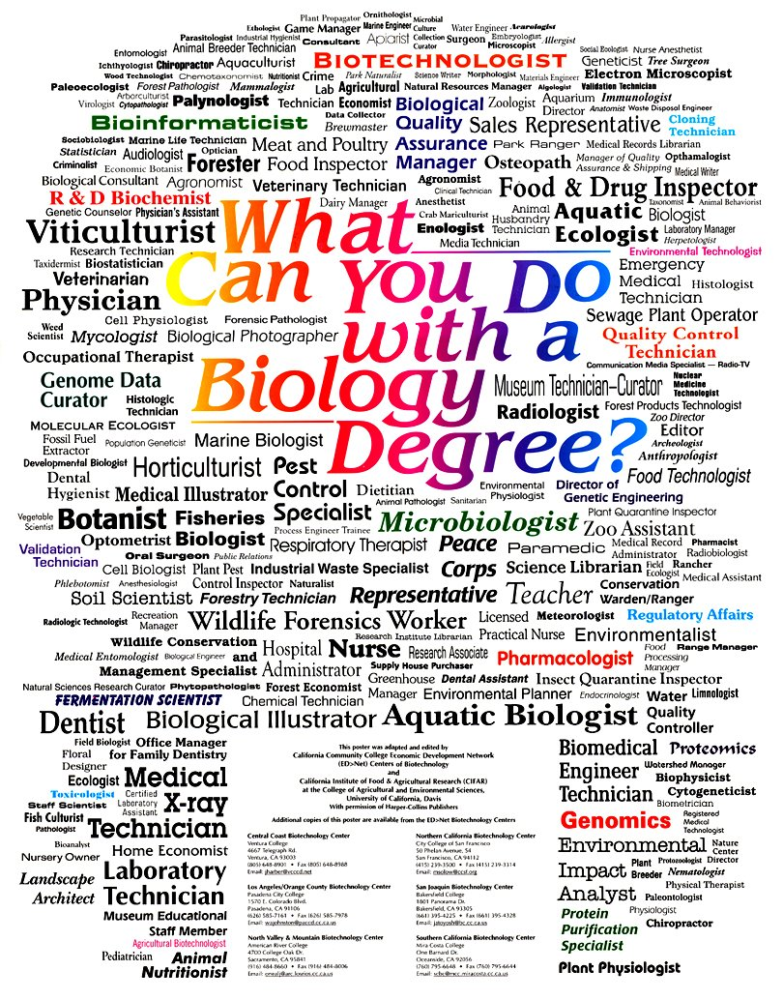 Plant Propagator Ornithologist Microbial Culture Collection Curator
Ethologist Game Manager Marine Engineer Water Engineer Acarologist
Parasitologist Industrial Hygienist Consultant Apiarist Surgeon Embryologist Allergist
Entomologist Animal Breeder Technician Microscopist Social Ecologist Nurse Anesthetist
Ichthyologist Chiropractor Aquaculturist BIOTECHNOLOGIST Geneticist Tree Surgeon
Wood Technologist Chemotaxonomist Nutritionist Crime Lab Park Naturalist Science Writer Morphologist Materials Engineer Electron Microscopist
Paleoecologist Forest Pathologist Mammalogist Agricultural Economist Natural Resources Manager Algologist Validation Technician
Virologist Arborculturist Cytopathologist Palynologist Technician Biological Quality Assurance Manager Zoologist Aquarium Director Immunologist
Anatomist Waste Disposal Engineer
Bioinformaticist Data Collector Brewmaster Sales Representative Cloning Technician
Sociobiologist Marine Life Technician Meat and Poultry Park Ranger Medical Records Librarian
Statistician Audiologist Optician Forester Food Inspector Osteopath Manager of Quality Assurance & Shipping Opthamalogist
Criminalist Economic Botanist Medical Writer
Biological Consultant Agronomist Veterinary Technician Agronomist Clinical Technician Food & Drug Inspector
R & D Biochemist Dairy Manager Anesthetist Taxonomist Animal Behaviorist
Genetic Counselor Physician's Assistant Crab Mariculturist Animal Husbandry Technician Aquatic Ecologist Biologist
Viticulturist Enologist Laboratory Manager Herpetologist
Research Technician Media Technician Environmental Technologist
What
Can You Do
with a
Biology
Degree?
Taxidermist Biostatistician Emergency Medical Technician
Veterinarian Histologist
Physician Sewage Plant Operator
Cell Physiologist Forensic Pathologist
Weed Scientist Mycologist Biological Photographer Quality Control Technician
Occupational Therapist Communication Media Specialist — Radio-TV
Genome Data Curator Histologic Technician Museum Technician–Curator Nuclear Medicine Technologist
Radiologist Forest Products Technologist
MOLECULAR ECOLOGIST Zoo Director Editor
Fossil Fuel Extractor Population Geneticist Marine Biologist Archeologist
Developmental Biologist Horticulturist Pest Control Specialist Anthropologist
Dental Hygienist Medical Illustrator Dietitian Environmental Physiologist Director of Genetic Engineering Food Technologist
Animal Pathologist Sanitarian
Vegetable Scientist Botanist Fisheries Biologist Process Engineer Trainee Microbiologist Plant Quarantine Inspector
Zoo Assistant
Validation Technician Optometrist Respiratory Therapist Peace Corps Representative Paramedic Medical Record Administrator Pharmacist
Oral Surgeon Public Relations Radiobiologist
Cell Biologist Plant Pest Control Inspector Industrial Waste Specialist Science Librarian Field Ecologist Rancher
Medical Assistant
Phlebotomist Anesthesiologist Naturalist Conservation Warden/Ranger
Soil Scientist Forestry Technician Teacher
Radiologic Technologist Recreation Manager Wildlife Forensics Worker Licensed Practical Nurse Meteorologist Regulatory Affairs
Wildlife Conservation and Management Specialist Research Institute Librarian Environmentalist
Medical Entomologist Biological Engineer Hospital Administrator Nurse Research Associate Pharmacologist Food Processing Manager Range Manager
Supply House Purchaser
Natural Sciences Research Curator Phytopathologist Forest Economist Greenhouse Manager Dental Assistant Insect Quarantine Inspector
FERMENTATION SCIENTIST Chemical Technician Environmental Planner Endocrinologist Water Quality Controller Limnologist
Dentist Biological Illustrator Aquatic Biologist
Field Biologist Office Manager for Family Dentistry
Floral Designer
Ecologist Medical X-ray Technician
Toxicologist Certified Laboratory Assistant
Staff Scientist
Fish Culturist
Pathologist
Bioanalyst Home Economist
Nursery Owner
Landscape Architect Laboratory Technician
Museum Educational Staff Member
Agricultural Biotechnologist
Pediatrician Animal Nutritionist
This poster was adapted and edited by
California Community College Economic Development Network
(ED>Net) Centers of Biotechnology
and
California Institute of Food & Agricultural Research (CIFAR)
at the College of Agricultural and Environmental Sciences,
University of California, Davis
With permission of Harper-Collins Publishers
Additional copies of this poster are available from the ED>Net Biotechnology Centers
Central Coast Biotechnology Center
Ventura College
4667 Telegraph Rd.
Ventura, CA 93003
(805) 648-8901 • Fax (805) 648-8988
Email: jharber@vcccd.net
Northern California Biotechnology Center
City College of San Francisco
50 Phelan Avenue, S4
San Francisco, CA 94112
(415) 239-3500 • Fax (415) 239-3314
Email: msolow@ccsf.org
Los Angeles/Orange County Biotechnology Center
Pasadena City College
1570 E. Colorado Blvd.
Pasadena, CA 91106
(626) 585-7161 • Fax (626) 585-7978
Email: wajohnston@paccd.cc.ca.us
San Joaquin Biotechnology Center
Bakersfield College
1801 Panorama Dr.
Bakersfield, CA 93305
(661) 395-4431 • Fax (661) 395-4328
Email: jatoyosh@bc.cc.ca.us
North Valley & Mountain Biotechnology Center
American River College
4700 College Oak Dr.
Sacramento, CA 95841
(916) 484-8660 • Fax (916) 484-8006
Southern California Biotechnology Center
Mira Costa College
One Barnard Dr.
Oceanside, CA 92056
(760) 795-6648 • Fax (760) 795-6644
Email: scbc@mcc.miracosta.cc.ca.us
Biomedical Engineer Proteomics
Watershed Manager
Biophysicist
Technician Cytogeneticist
Biometrician
Genomics Registered Medical Technologist
Environmental Impact Analyst Nature Center Director
Plant Breeder Protozoologist
Nematologist
Physical Therapist
Paleontologist
Protein Purification Specialist Physiologist
Chiropractor
Plant Physiologist